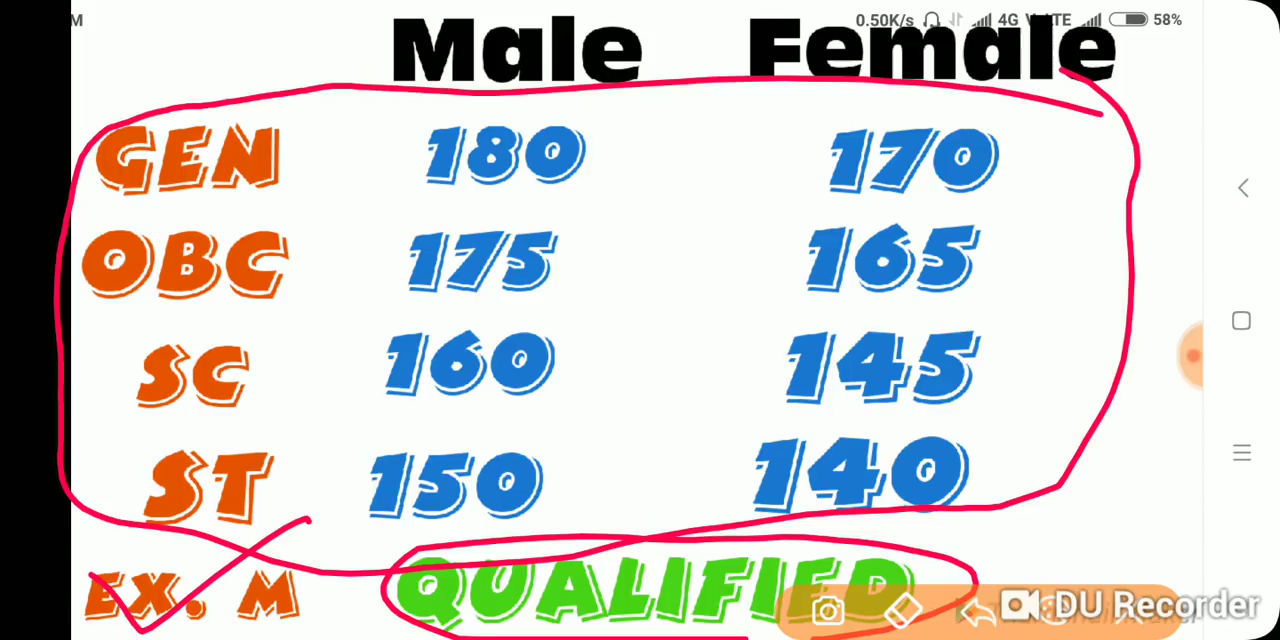 M 0.50K/s 4G 58%
Male Female
GEN 180 170
OBC 175 165
SC 160 145
ST 150 140
EX. M QUALIFIED
DU Recorder